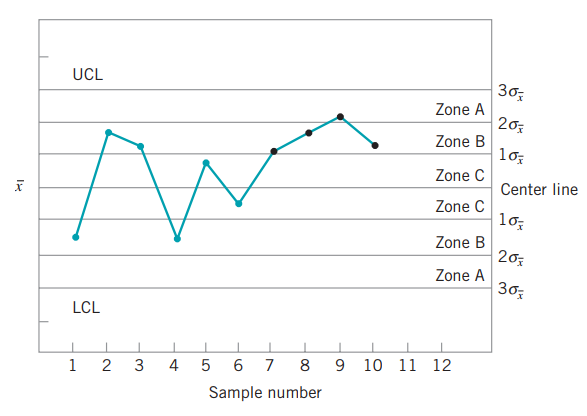 UCL
3σx̄
Zone A
2σx̄
Zone B
1σx̄
Zone C
x̄
Center line
Zone C
1σx̄
Zone B
2σx̄
Zone A
3σx̄
LCL
1 2 3 4 5 6 7 8 9 10 11 12
Sample number